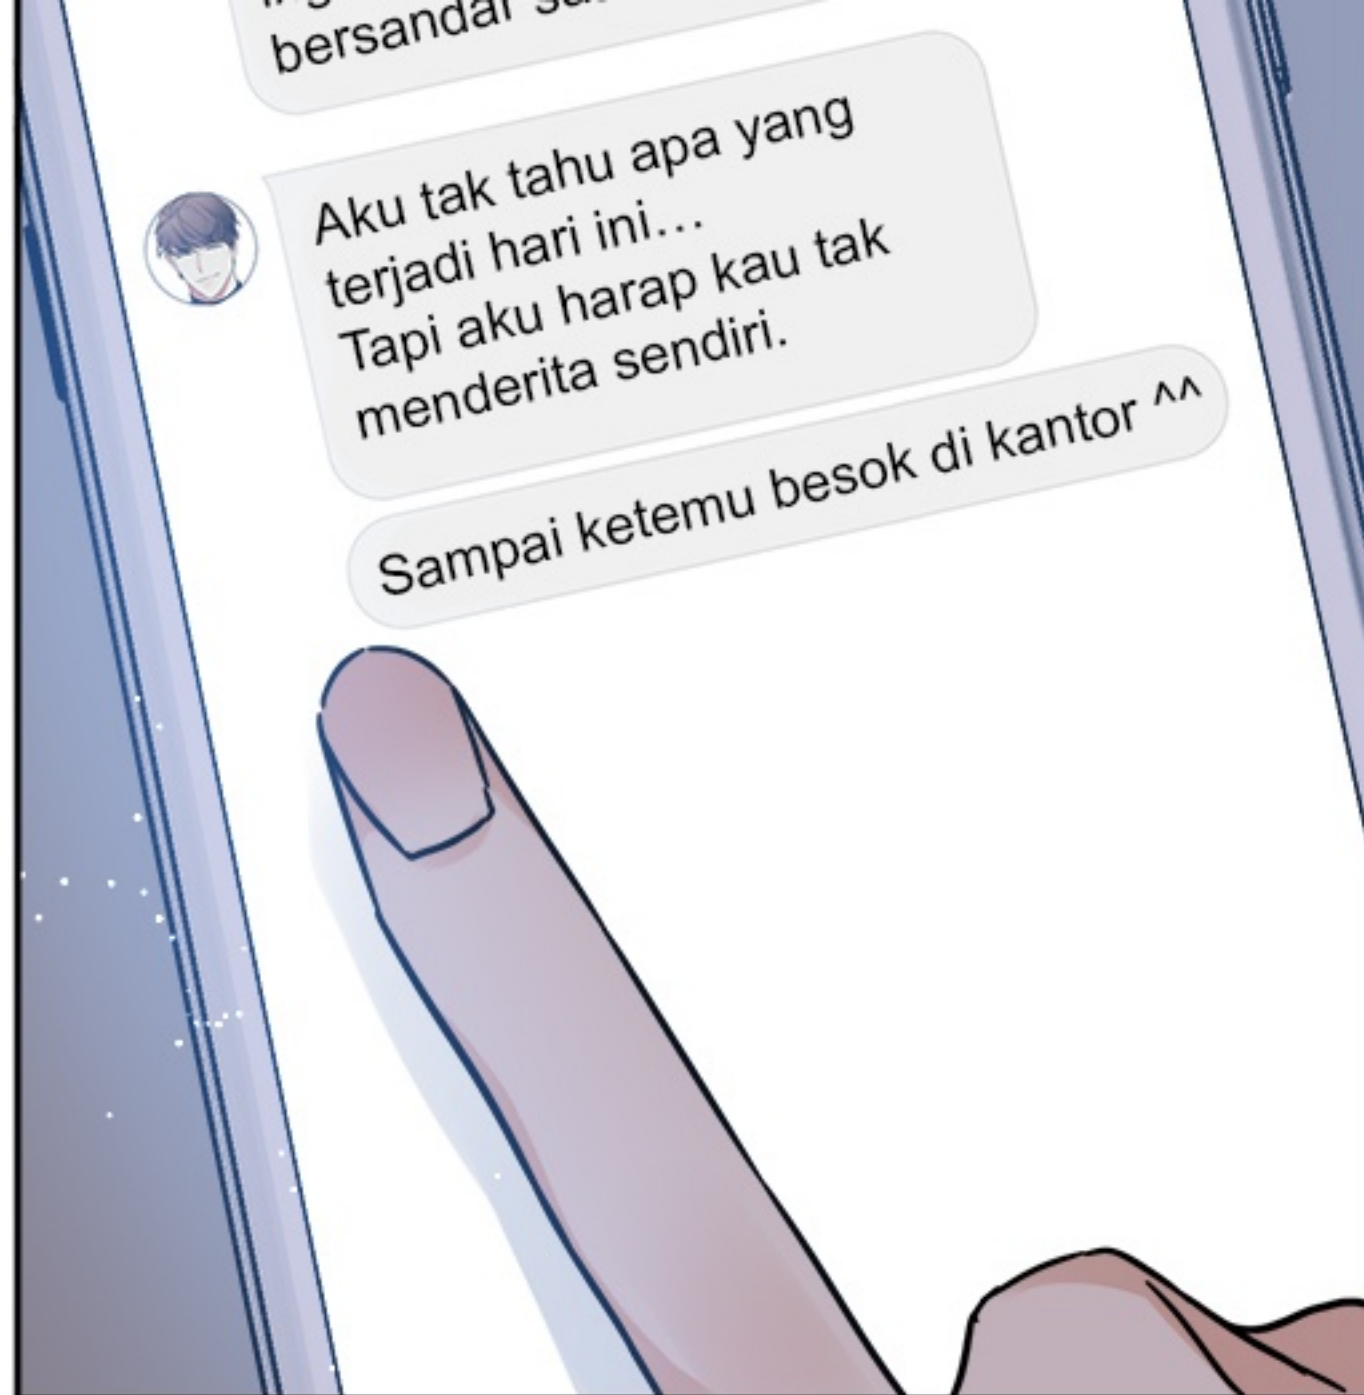 bersandar
Aku tak tahu apa yang
terjadi hari ini...
Tapi aku harap kau tak
menderita sendiri.
Sampai ketemu besok di kantor ^^